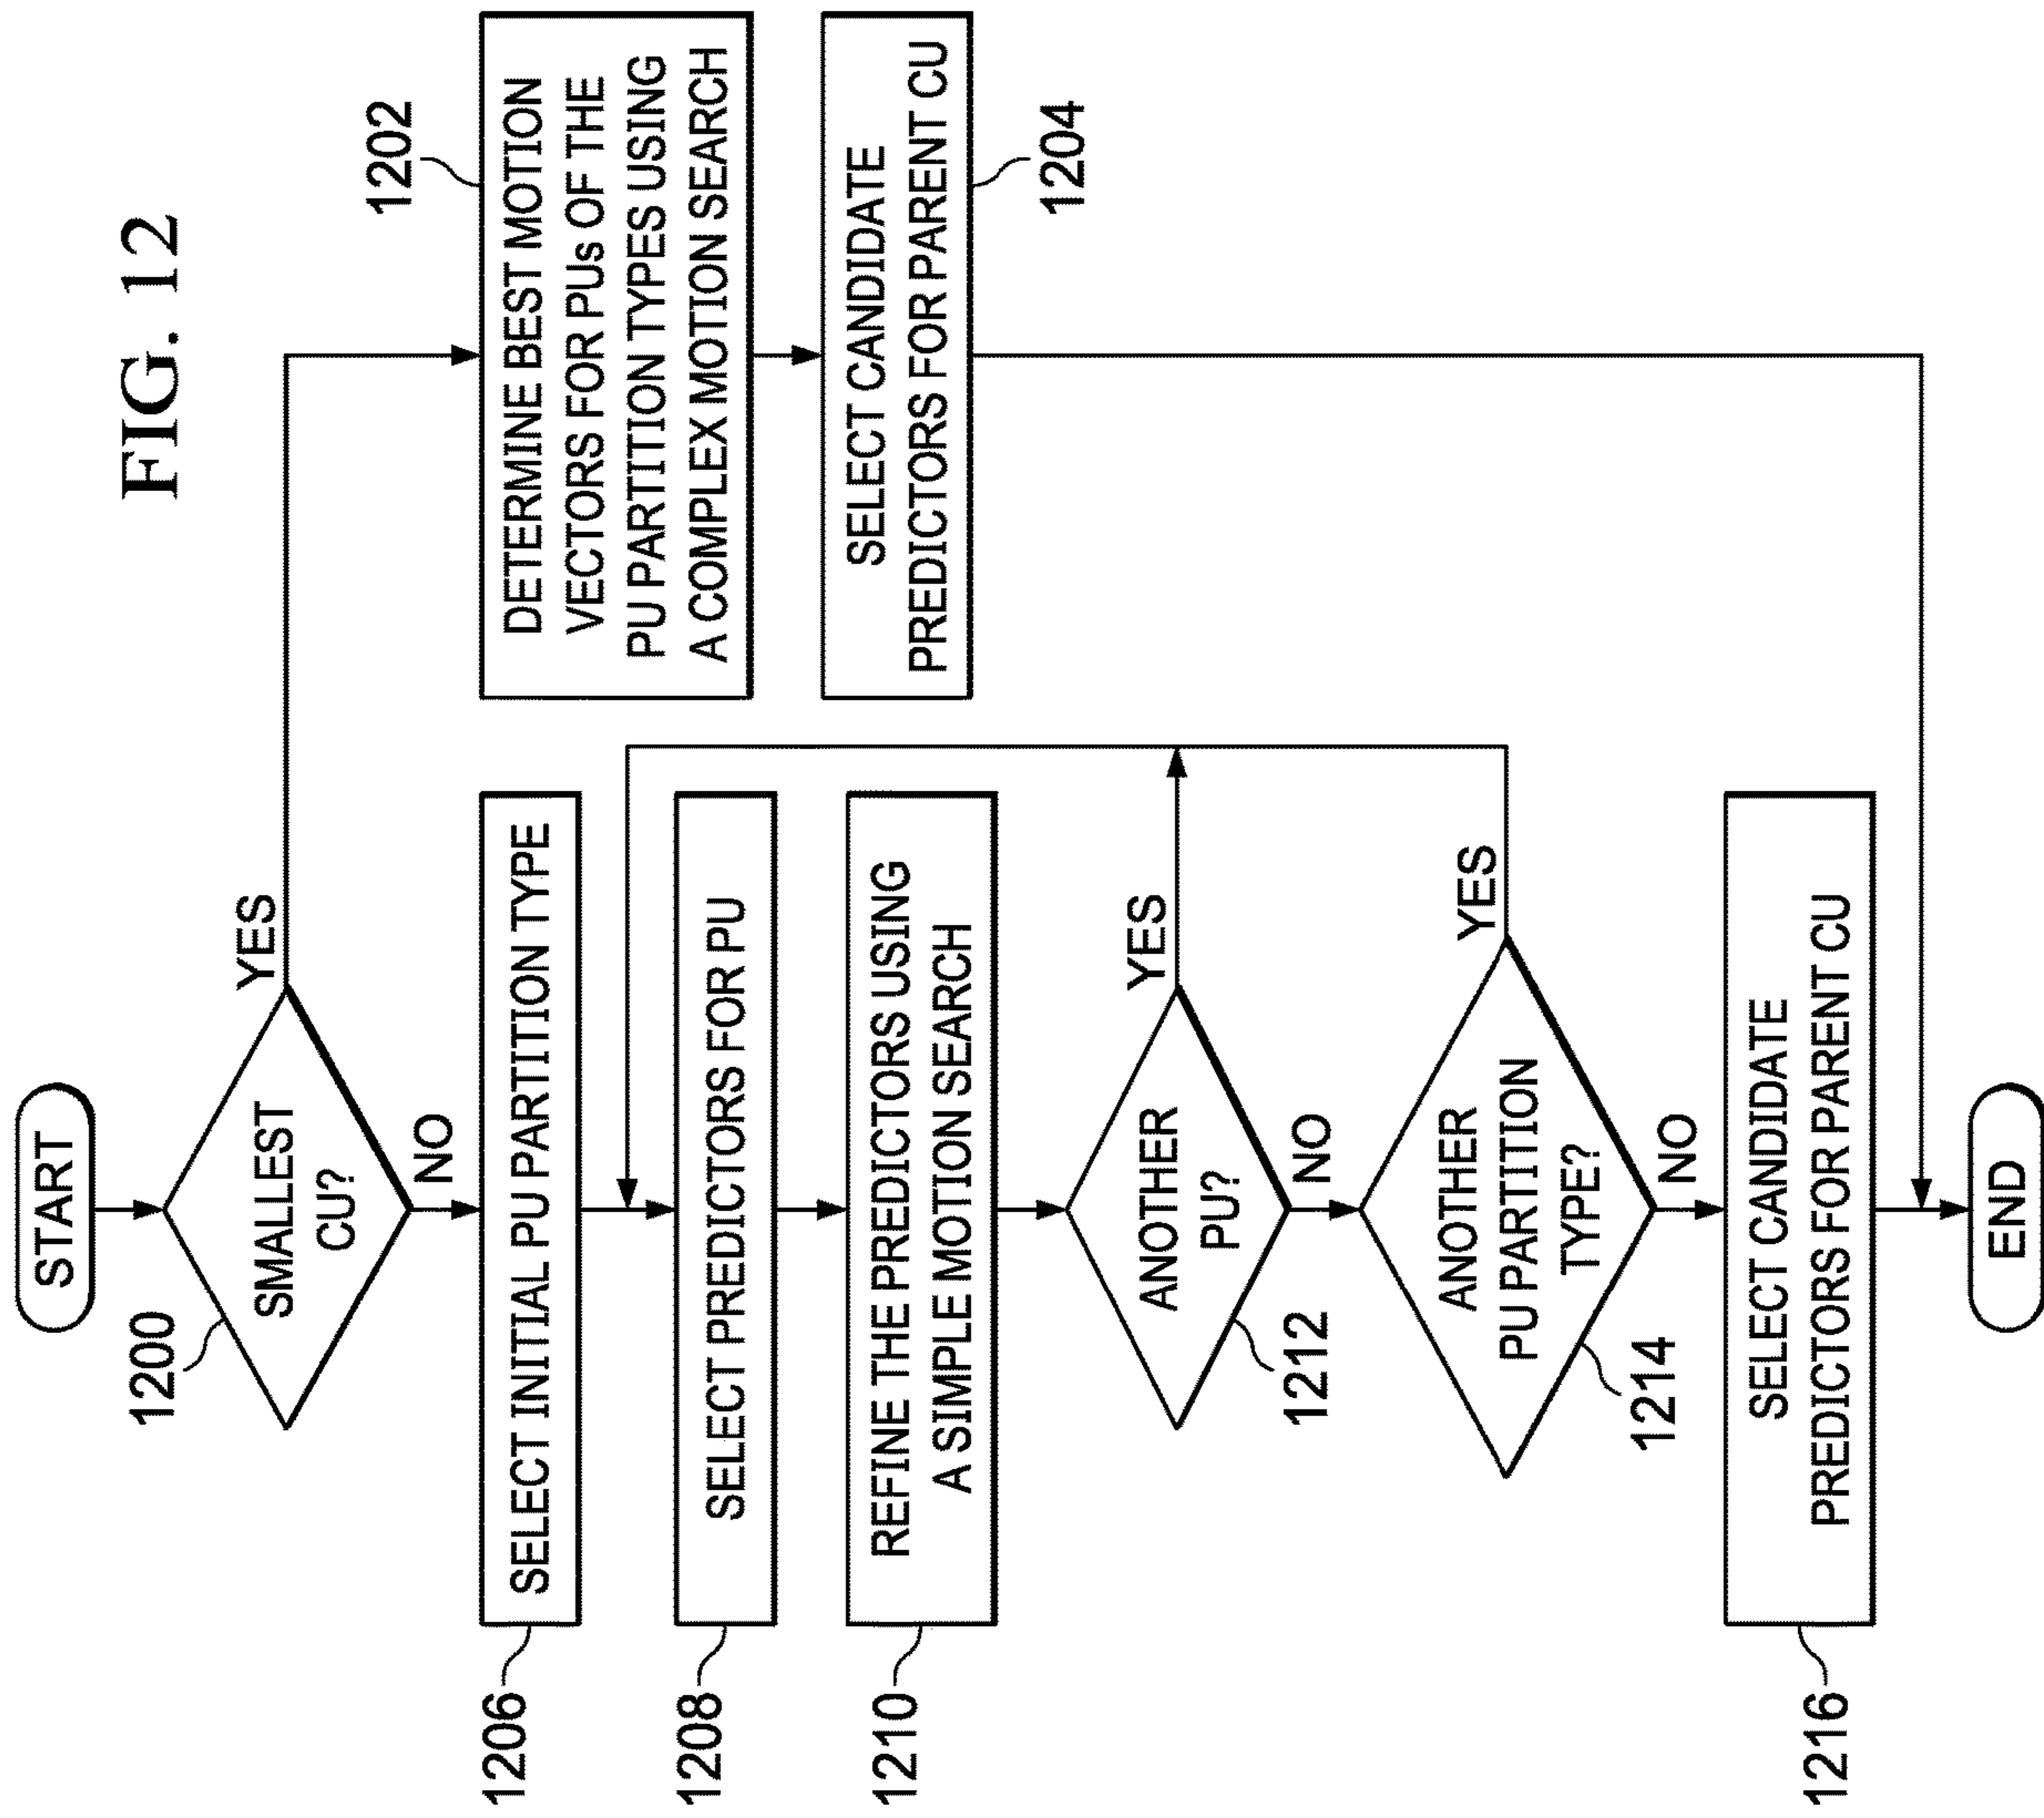 FIG. 12
START
1200
SMALLEST
CU?
YES
NO
1202
DETERMINE BEST MOTION
VECTORS FOR PUs OF THE
PU PARTITION TYPES USING
A COMPLEX MOTION SEARCH
SELECT CANDIDATE
PREDICTORS FOR PARENT CU
1204
1206
SELECT INITIAL PU PARTITION TYPE
1208
SELECT PREDICTORS FOR PU
1210
REFINE THE PREDICTORS USING
A SIMPLE MOTION SEARCH
ANOTHER
PU?
YES
1212
NO
ANOTHER
PU PARTITION
TYPE?
YES
1214
NO
1216
SELECT CANDIDATE
PREDICTORS FOR PARENT CU
END